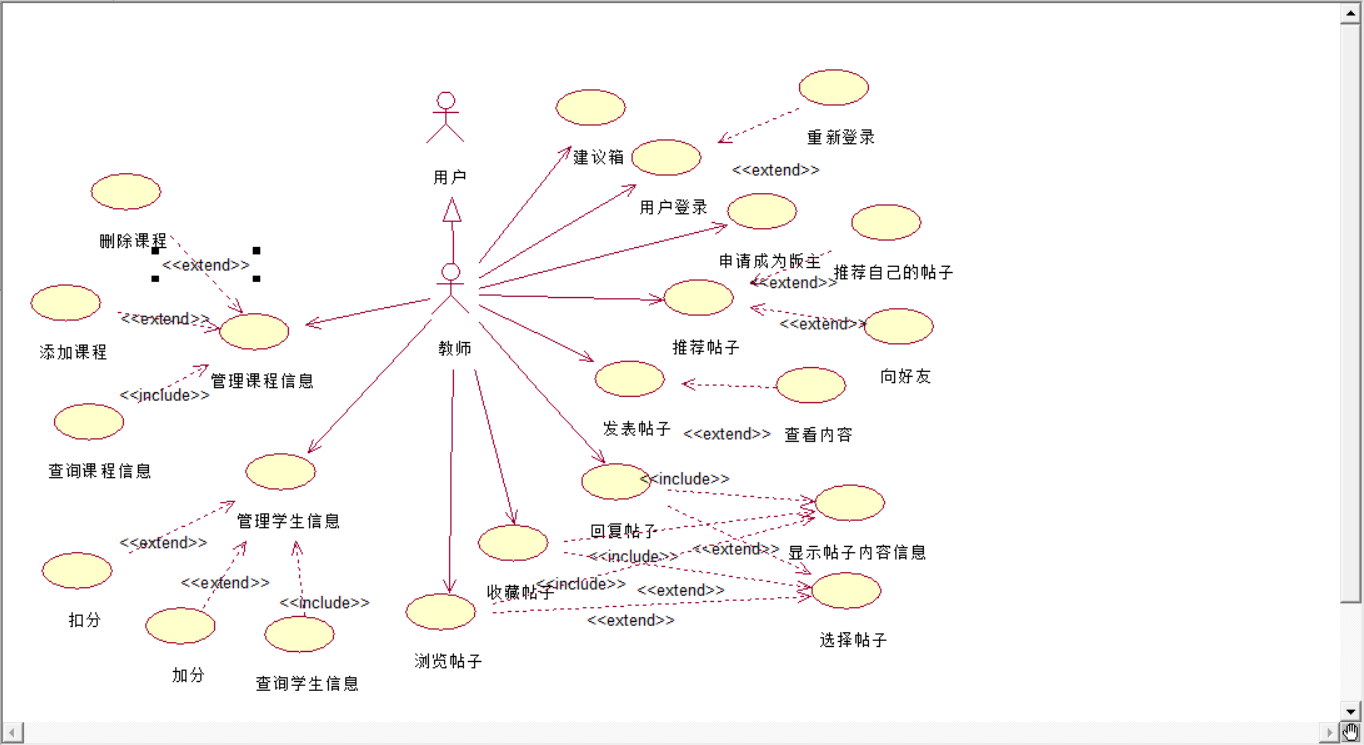 重新登录
建议箱
<<extend>>
用户
用户登录
删除课程
申请成为版主
<<extend>>
推荐自己的帖子
<<extend>>
<<extend>>
<<extend>>
推荐帖子
教师
添加课程
向好友
管理课程信息
<<include>>
发表帖子
<<extend>>
查看内容
查询课程信息
<<include>>
管理学生信息
回复帖子
<<extend>>
<<extend>>
显示帖子内容信息
<<include>>
<<extend>>
<<include>>
收藏帖子
<<extend>>
<<include>>
扣分
<<extend>>
选择帖子
浏览帖子
加分
查询学生信息